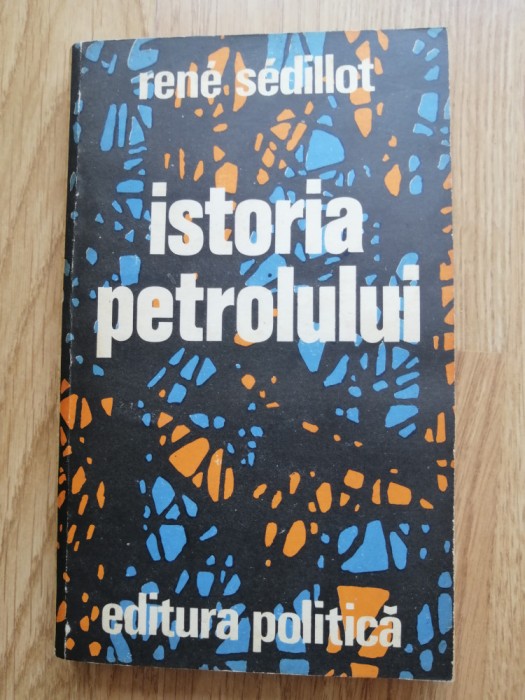 rené sédillot
istoria
petrolului
editura politică